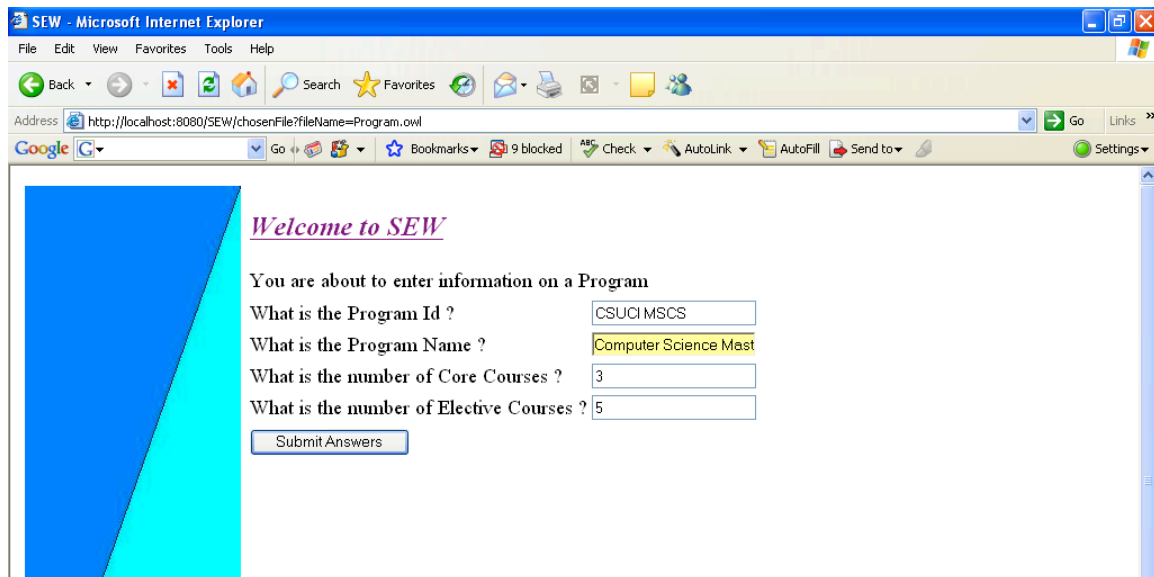 SEW - Microsoft Internet Explorer
File Edit View Favorites Tools Help
Back Search Favorites
Address http://localhost:8080/SEW/chosenFile?fileName=Program.owl Go Links »
Google G Go Bookmarks 9 blocked ABC Check AutoLink AutoFill Send to Settings
Welcome to SEW
You are about to enter information on a Program
What is the Program Id ? CSUCI MSCS
What is the Program Name ? Computer Science Mast
What is the number of Core Courses ? 3
What is the number of Elective Courses ? 5
Submit Answers